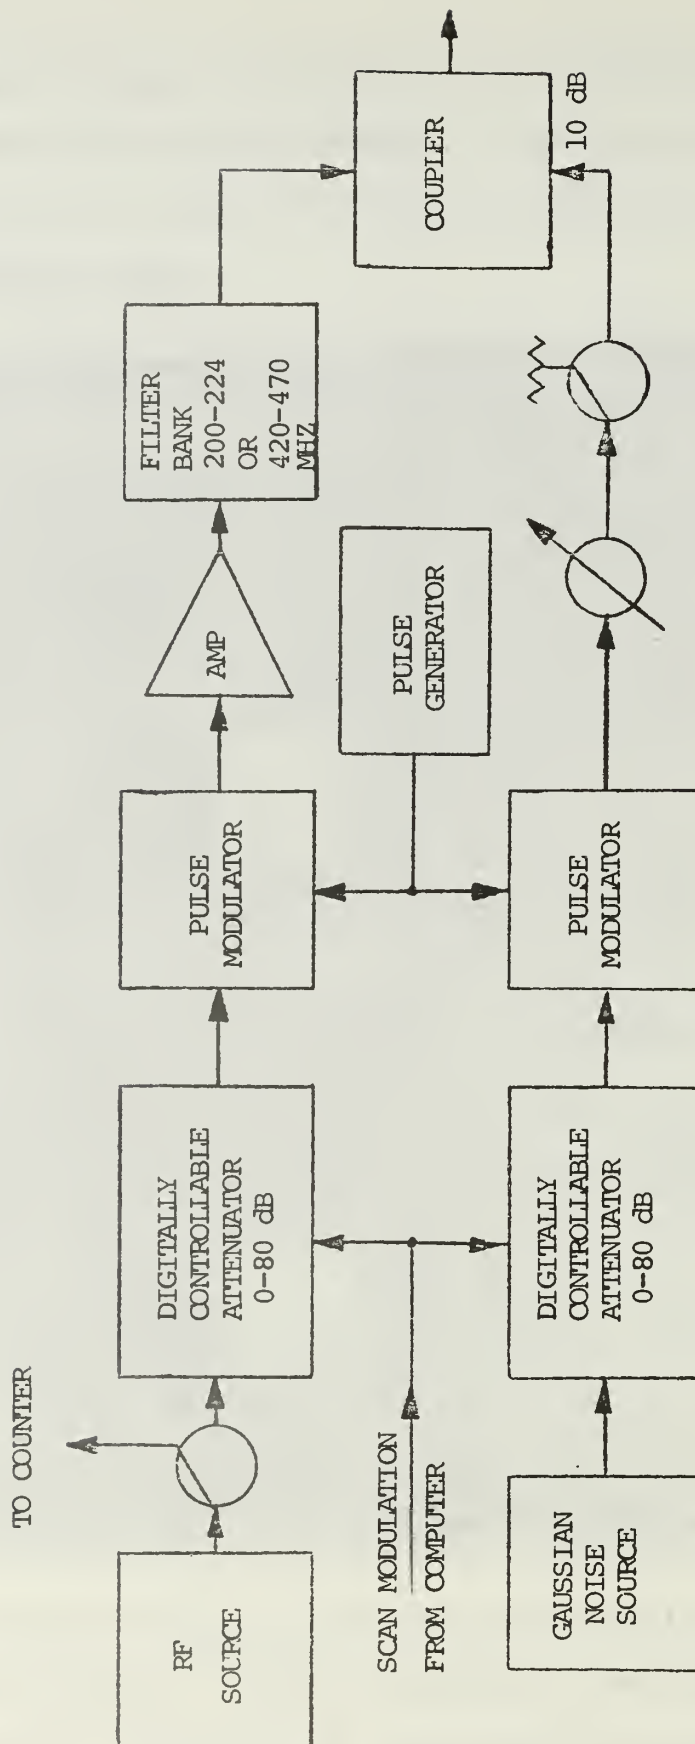 TO COUNTER
RF
SOURCE
DIGITALLY
CONTROLLABLE
ATTENUATOR
0-80 dB
PULSE
MODULATOR
AMP
FILTER
BANK
200-224
OR
420-470
MHZ
SCAN MODULATION
FROM COMPUTER
PULSE
GENERATOR
COUPLER
10 dB
GAUSSIAN
NOISE
SOURCE
DIGITALLY
CONTROLLABLE
ATTENUATOR
0-80 dB
PULSE
MODULATOR